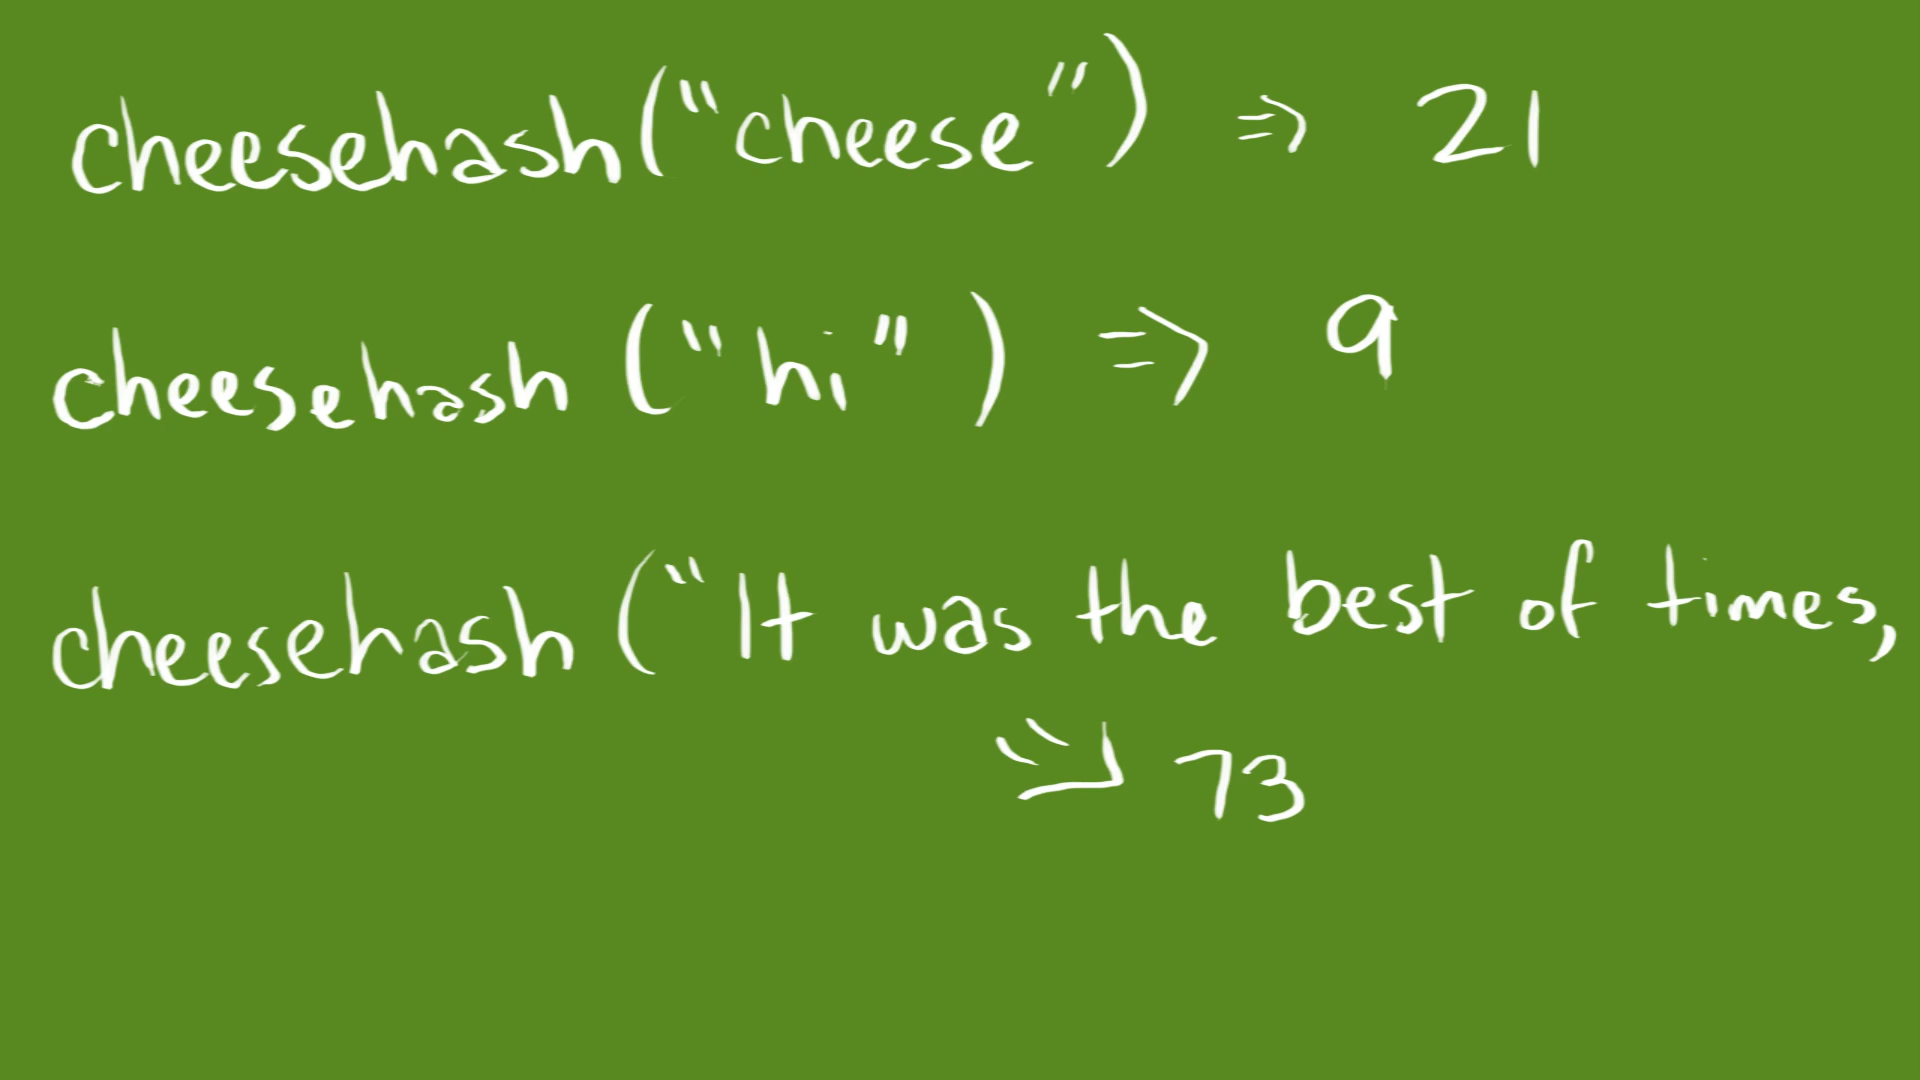 cheesehash("cheese") => 21
cheesehash ("hi") => 9
cheesehash ("It was the best of times,
=> 73